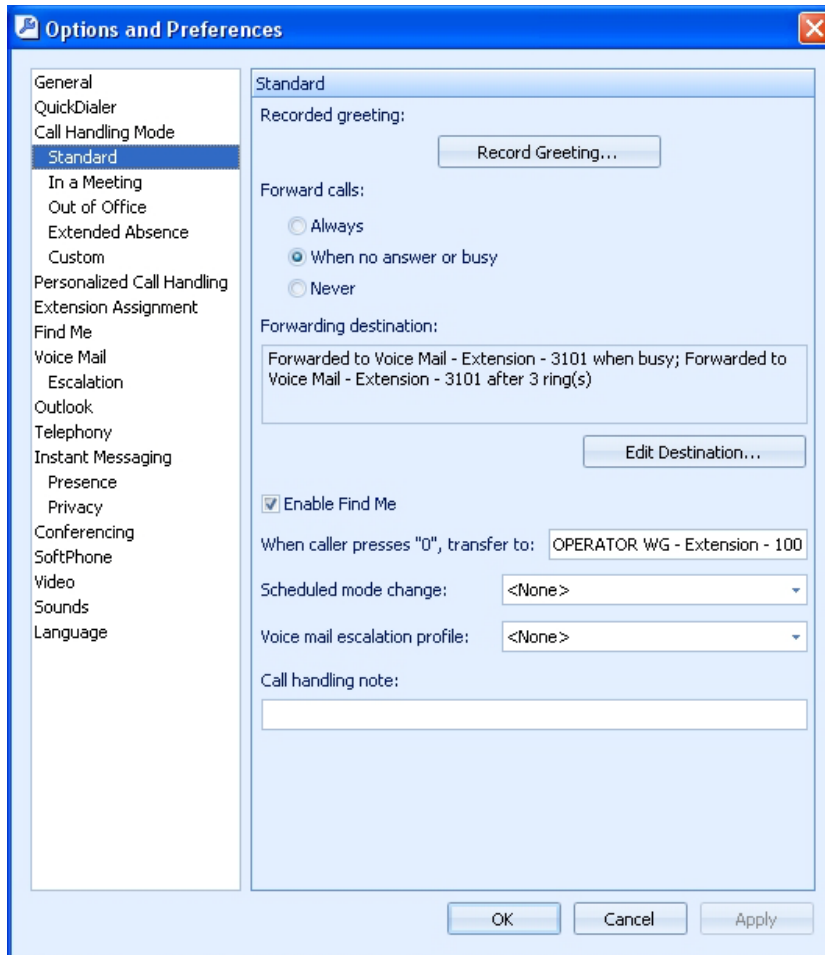 Options and Preferences
General
QuickDialer
Call Handling Mode
Standard
In a Meeting
Out of Office
Extended Absence
Custom
Personalized Call Handling
Extension Assignment
Find Me
Voice Mail
Escalation
Outlook
Telephony
Instant Messaging
Presence
Privacy
Conferencing
SoftPhone
Video
Sounds
Language
Standard
Recorded greeting:
Record Greeting...
Forward calls:
Always
When no answer or busy
Never
Forwarding destination:
Forwarded to Voice Mail - Extension - 3101 when busy; Forwarded to
Voice Mail - Extension - 3101 after 3 ring(s)
Edit Destination...
Enable Find Me
When caller presses "0", transfer to: OPERATOR WG - Extension - 100
Scheduled mode change: <None>
Voice mail escalation profile: <None>
Call handling note:
OK Cancel Apply